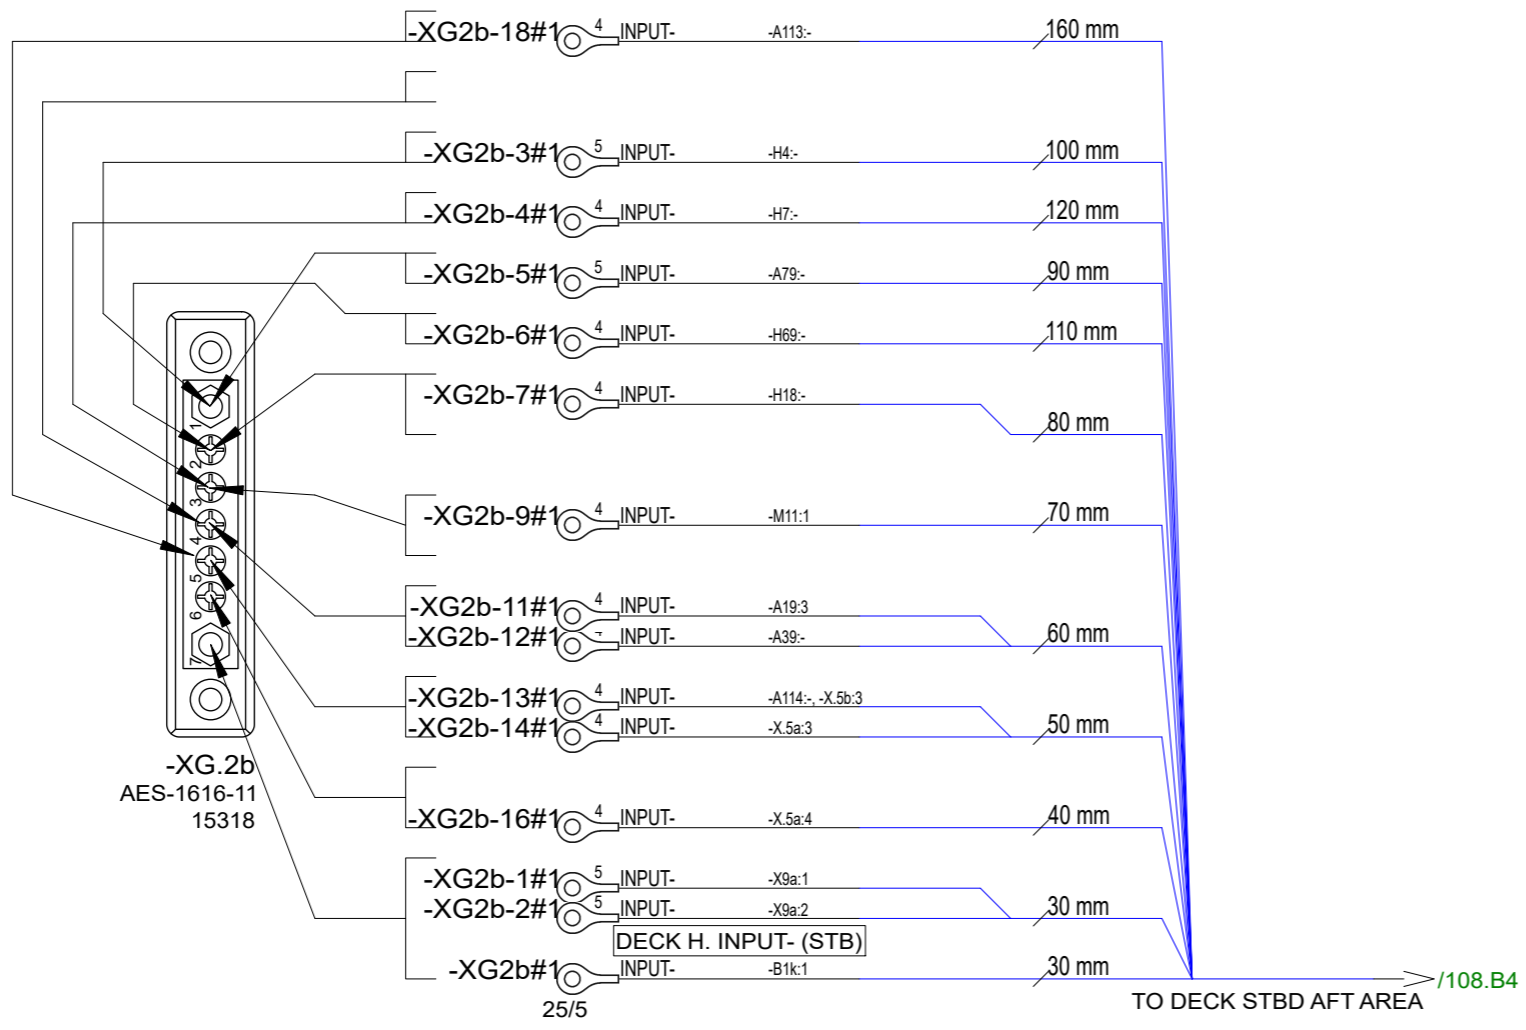 -XG2b-18#1 4 INPUT- -A113:- 160 mm
-XG2b-3#1 5 INPUT- -H4:- 100 mm
-XG2b-4#1 4 INPUT- -H7:- 120 mm
-XG2b-5#1 5 INPUT- -A79:- 90 mm
-XG2b-6#1 4 INPUT- -H69:- 110 mm
-XG2b-7#1 4 INPUT- -H18:-
80 mm
-XG2b-9#1 4 INPUT- -M11:1 70 mm
-XG2b-11#1 4 INPUT- -A19:3
-XG2b-12#1 INPUT- -A39:- 60 mm
-XG2b-13#1 4 INPUT- -A114:-, -X.5b:3
-XG2b-14#1 4 INPUT- -X.5a:3 50 mm
-XG2b-16#1 4 INPUT- -X.5a:4 40 mm
-XG2b-1#1 5 INPUT- -X9a:1
-XG2b-2#1 5 INPUT- -X9a:2 30 mm
DECK H. INPUT- (STB)
-XG2b#1 INPUT- -B1k:1 30 mm
25/5
/108.B4
TO DECK STBD AFT AREA
1
2
3
4
5
6
7
-XG.2b
AES-1616-11
15318